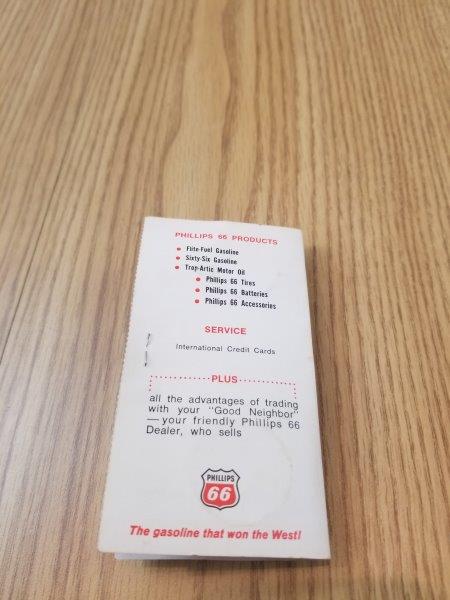 PHILLIPS 66 PRODUCTS
• Flite-Fuel Gasoline
• Sixty-Six Gasoline
• Trop-Artic Motor Oil
• Phillips 66 Tires
• Phillips 66 Batteries
• Phillips 66 Accessories
SERVICE
International Credit Cards
PLUS
all the advantages of trading
with your "Good Neighbor"
—your friendly Phillips 66
Dealer, who sells
PHILLIPS
66
The gasoline that won the West!